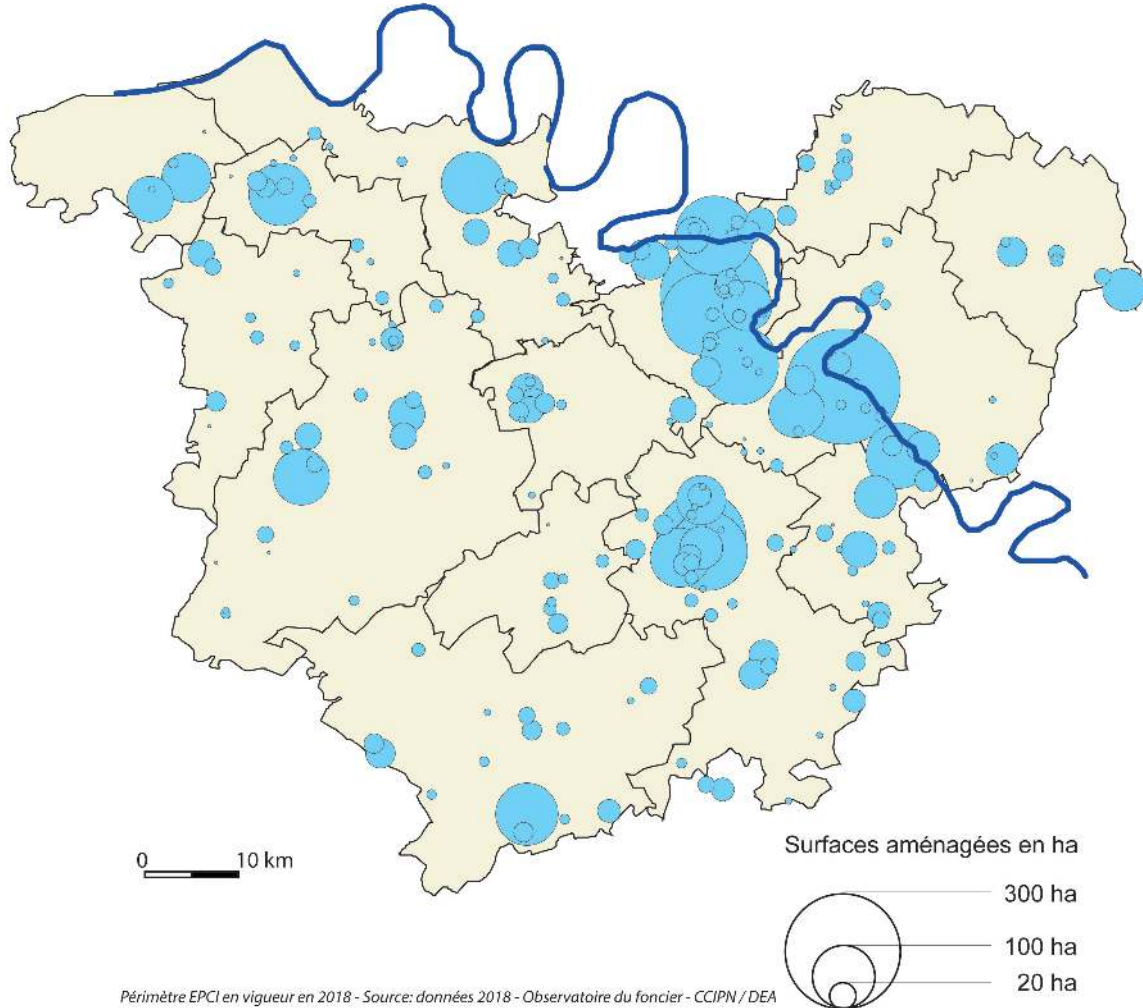 0 10 km
Surfaces aménagées en ha
300 ha
100 ha
20 ha
Périmètre EPCI en vigueur en 2018 - Source: données 2018 - Observatoire du foncier - CCIPN / DEA